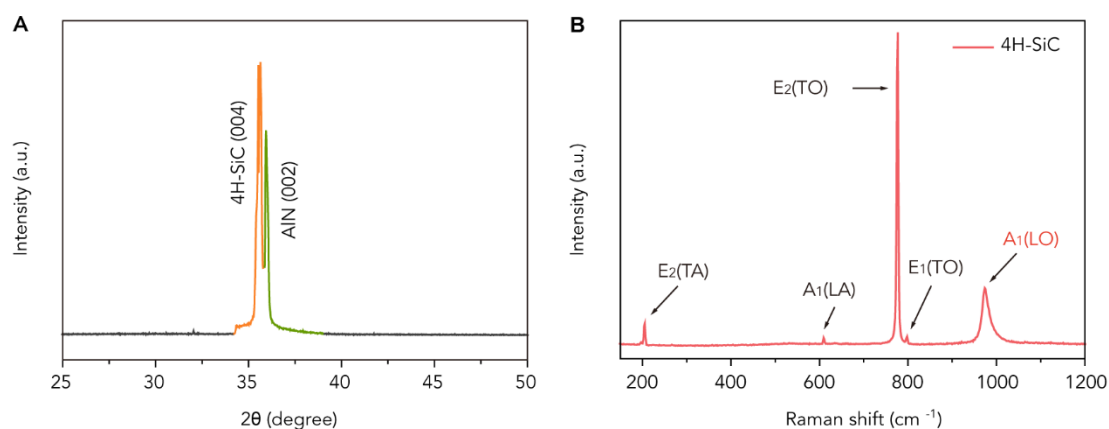 A
Intensity (a.u.)
4H-SiC (004)
AlN (002)
25 30 35 40 45 50
2θ (degree)
B
Intensity (a.u.)
4H-SiC
E2(TO)
E2(TA)
A1(LA)
E1(TO)
A1(LO)
200 400 600 800 1000 1200
Raman shift (cm -1)